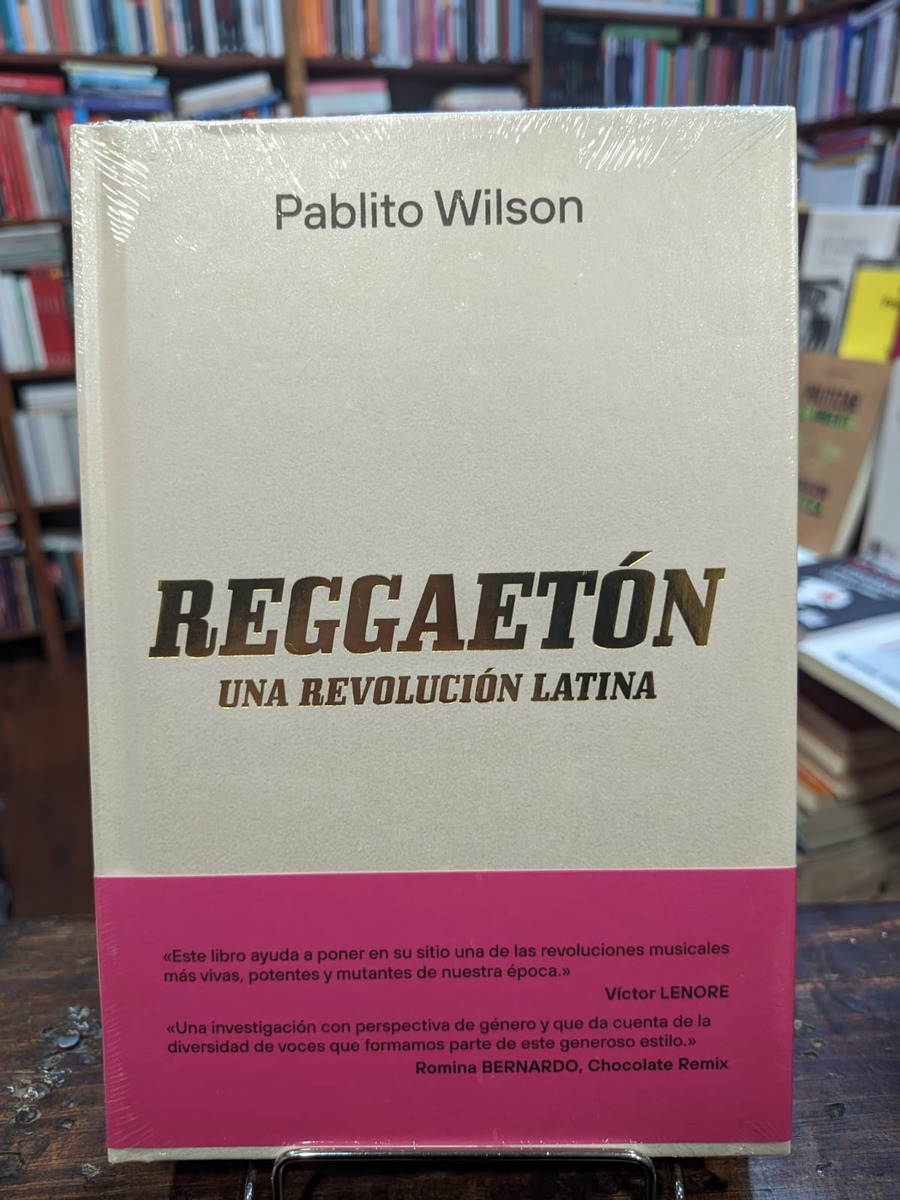 Pablito Wilson
REGGAETÓN
UNA REVOLUCIÓN LATINA
«Este libro ayuda a poner en su sitio una de las revoluciones musicales
más vivas, potentes y mutantes de nuestra época.»
Víctor LENORE
«Una investigación con perspectiva de género y que da cuenta de la
diversidad de voces que formamos parte de este generoso estilo.»
Romina BERNARDO, Chocolate Remix